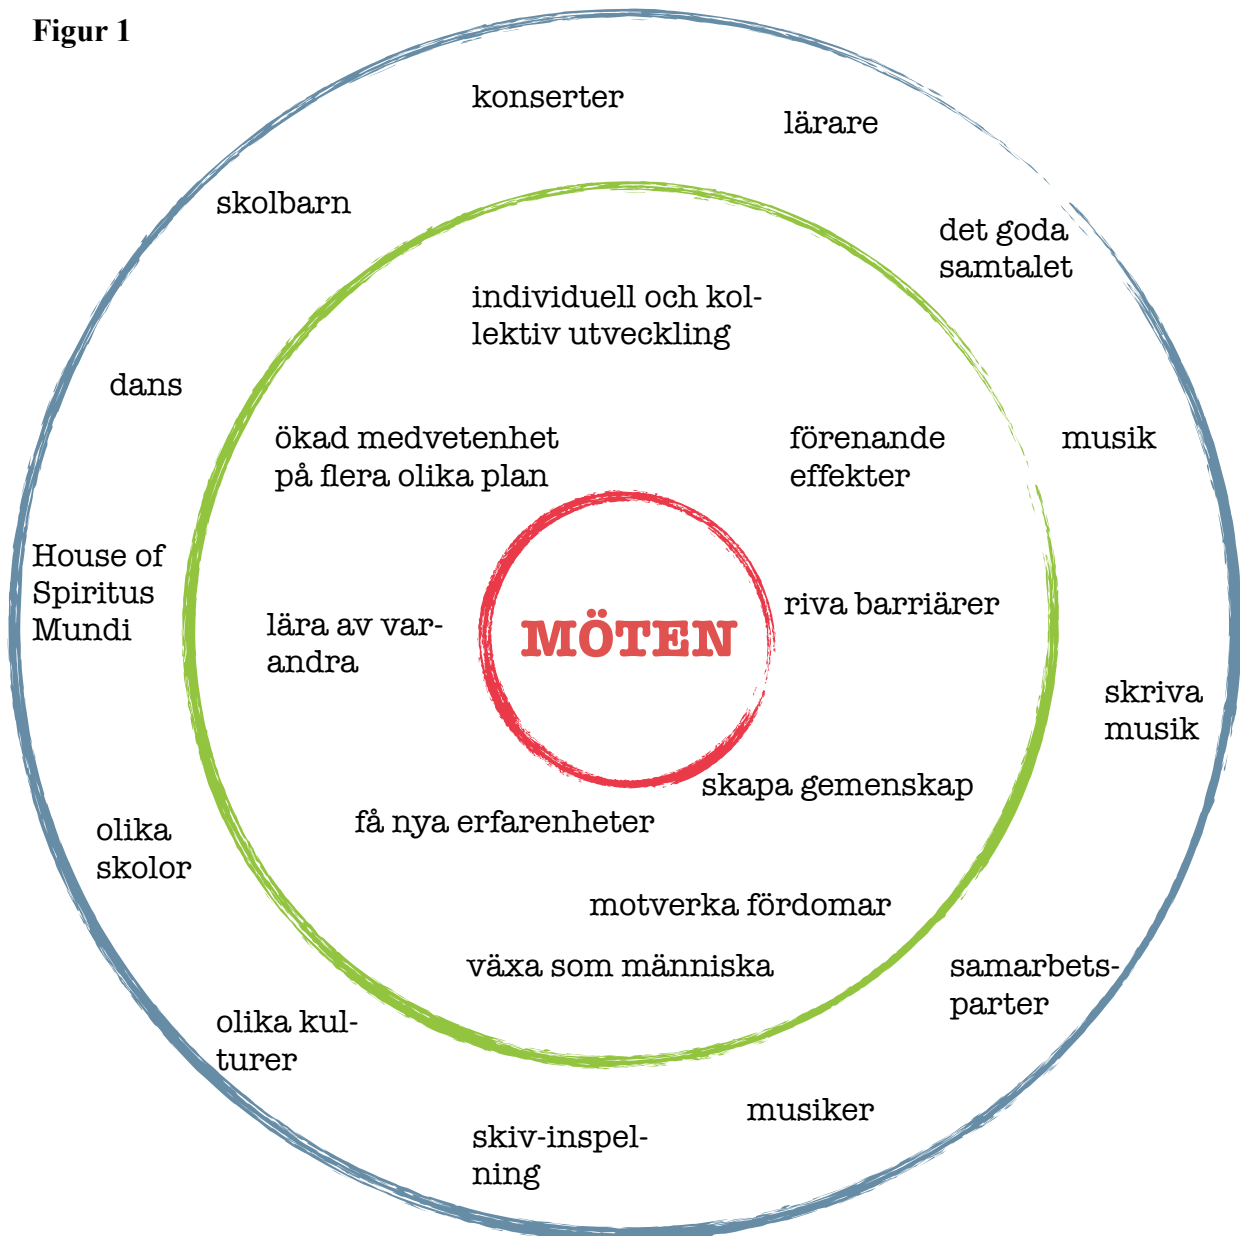 Figur 1
konserter
lärare
skolbarn
det goda
samtalet
individuell och kol-
lektiv utveckling
dans
ökad medvetenhet
på flera olika plan
förenande
effekter
musik
House of
Spiritus
Mundi
lära av var-
andra
MÖTEN
riva barriärer
skriva
musik
skapa gemenskap
få nya erfarenheter
olika
skolor
motverka fördomar
växa som människa
samarbets-
parter
olika kul-
turer
musiker
skiv-inspel-
ning